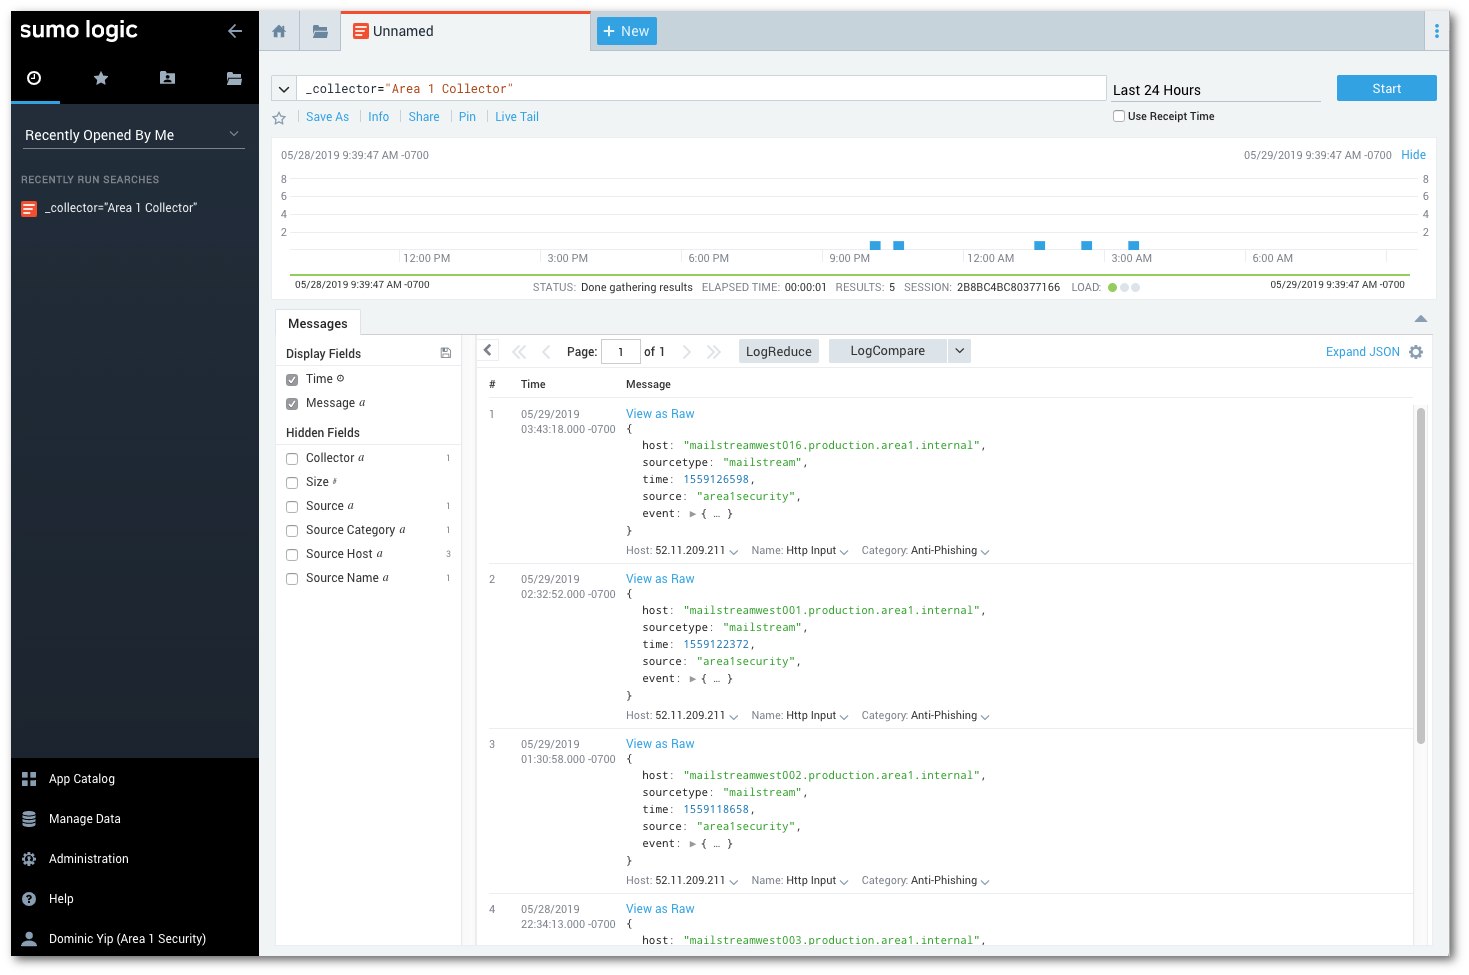 sumo logic
Unnamed
+ New
Recently Opened By Me
RECENTLY RUN SEARCHES
_collector="Area 1 Collector"
App Catalog
Manage Data
Administration
Help
Dominic Yip (Area 1 Security)
_collector="Area 1 Collector"
Last 24 Hours
Start
Save As
Info
Share
Pin
Live Tail
Use Receipt Time
05/28/2019 9:39:47 AM -0700
05/29/2019 9:39:47 AM -0700
Hide
8 8
6 6
4 4
2 2
12:00 PM 3:00 PM 6:00 PM 9:00 PM 12:00 AM 3:00 AM 6:00 AM
05/28/2019 9:39:47 AM -0700
STATUS: Done gathering results ELAPSED TIME: 00:00:01 RESULTS: 5 SESSION: 2B8BC4BC80377166 LOAD:
05/29/2019 9:39:47 AM -0700
Messages
Display Fields
Time
Message a
Hidden Fields
Collector a 1
Size #
Source a 1
Source Category a 1
Source Host a 3
Source Name a 1
Page: 1 of 1
LogReduce
LogCompare
Expand JSON
# Time Message
1 05/29/2019 View as Raw
03:43:18.000 -0700 {
host: "mailstreamwest016.production.area1.internal",
sourcetype: "mailstream",
time: 1559126598,
source: "area1security",
event: ▶ { … }
}
Host: 52.11.209.211 Name: Http Input Category: Anti-Phishing
2 05/29/2019 View as Raw
02:32:52.000 -0700 {
host: "mailstreamwest001.production.area1.internal",
sourcetype: "mailstream",
time: 1559122372,
source: "area1security",
event: ▶ { … }
}
Host: 52.11.209.211 Name: Http Input Category: Anti-Phishing
3 05/29/2019 View as Raw
01:30:58.000 -0700 {
host: "mailstreamwest002.production.area1.internal",
sourcetype: "mailstream",
time: 1559118658,
source: "area1security",
event: ▶ { … }
}
Host: 52.11.209.211 Name: Http Input Category: Anti-Phishing
4 05/28/2019 View as Raw
22:34:13.000 -0700 {
host: "mailstreamwest003.production.area1.internal",